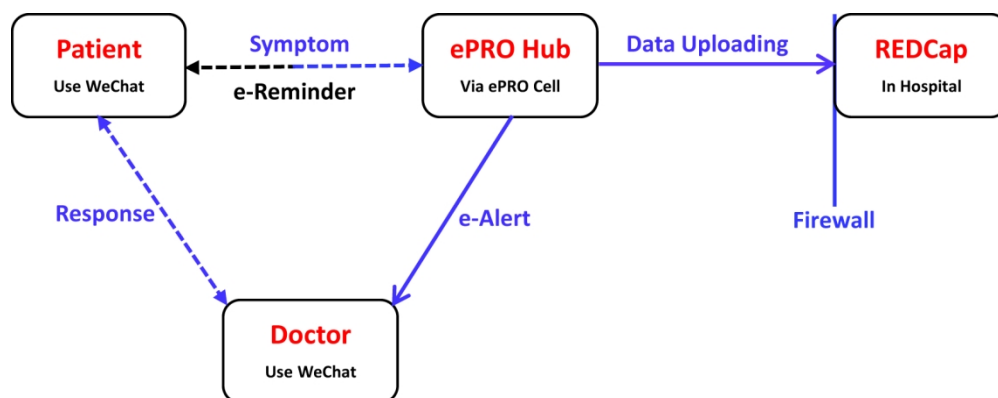 Patient
Use WeChat
Symptom
e-Reminder
ePRO Hub
Via ePRO Cell
Data Uploading
REDCap
In Hospital
Response
e-Alert
Firewall
Doctor
Use WeChat